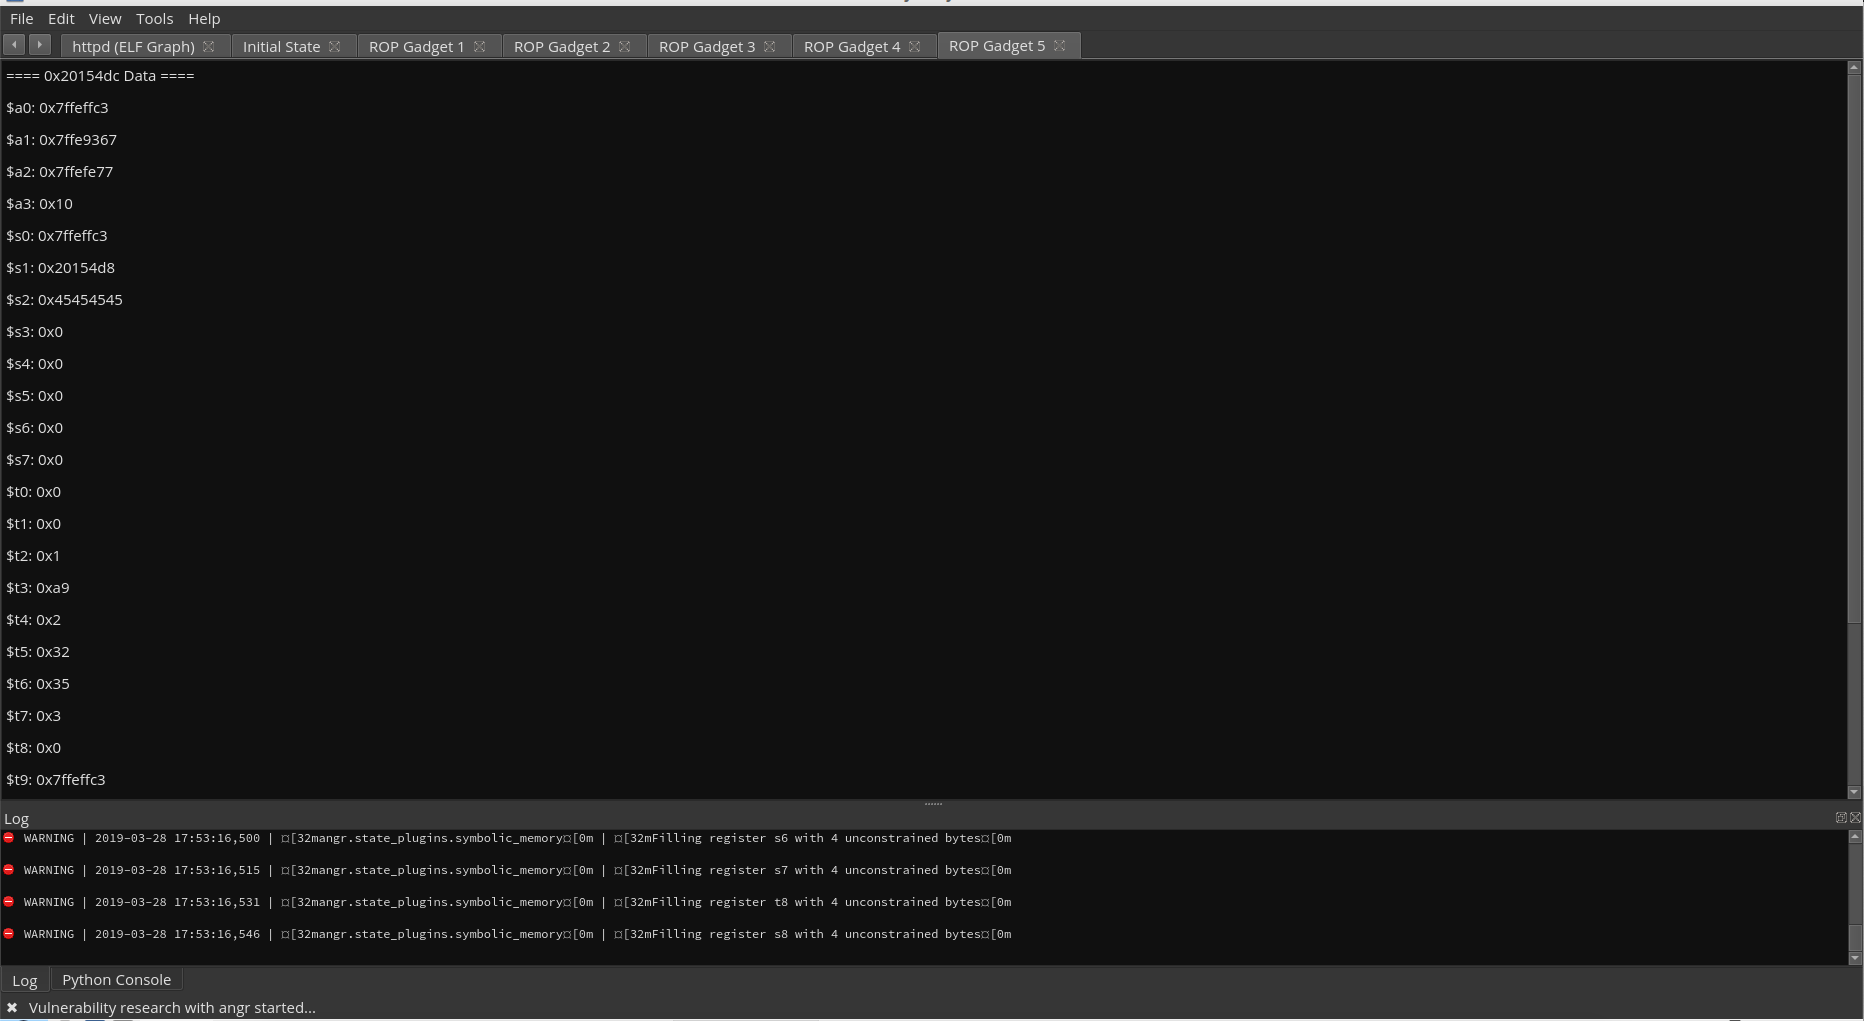 File Edit View Tools Help
httpd (ELF Graph) Initial State ROP Gadget 1 ROP Gadget 2 ROP Gadget 3 ROP Gadget 4 ROP Gadget 5
==== 0x20154dc Data ====
$a0: 0x7ffeffc3
$a1: 0x7ffe9367
$a2: 0x7ffefe77
$a3: 0x10
$s0: 0x7ffeffc3
$s1: 0x20154d8
$s2: 0x45454545
$s3: 0x0
$s4: 0x0
$s5: 0x0
$s6: 0x0
$s7: 0x0
$t0: 0x0
$t1: 0x0
$t2: 0x1
$t3: 0xa9
$t4: 0x2
$t5: 0x32
$t6: 0x35
$t7: 0x3
$t8: 0x0
$t9: 0x7ffeffc3
Log
WARNING | 2019-03-28 17:53:16,500 | ¤[32mangr.state_plugins.symbolic_memory¤[0m | ¤[32mFilling register s6 with 4 unconstrained bytes¤[0m
WARNING | 2019-03-28 17:53:16,515 | ¤[32mangr.state_plugins.symbolic_memory¤[0m | ¤[32mFilling register s7 with 4 unconstrained bytes¤[0m
WARNING | 2019-03-28 17:53:16,531 | ¤[32mangr.state_plugins.symbolic_memory¤[0m | ¤[32mFilling register t8 with 4 unconstrained bytes¤[0m
WARNING | 2019-03-28 17:53:16,546 | ¤[32mangr.state_plugins.symbolic_memory¤[0m | ¤[32mFilling register s8 with 4 unconstrained bytes¤[0m
Log Python Console
Vulnerability research with angr started...